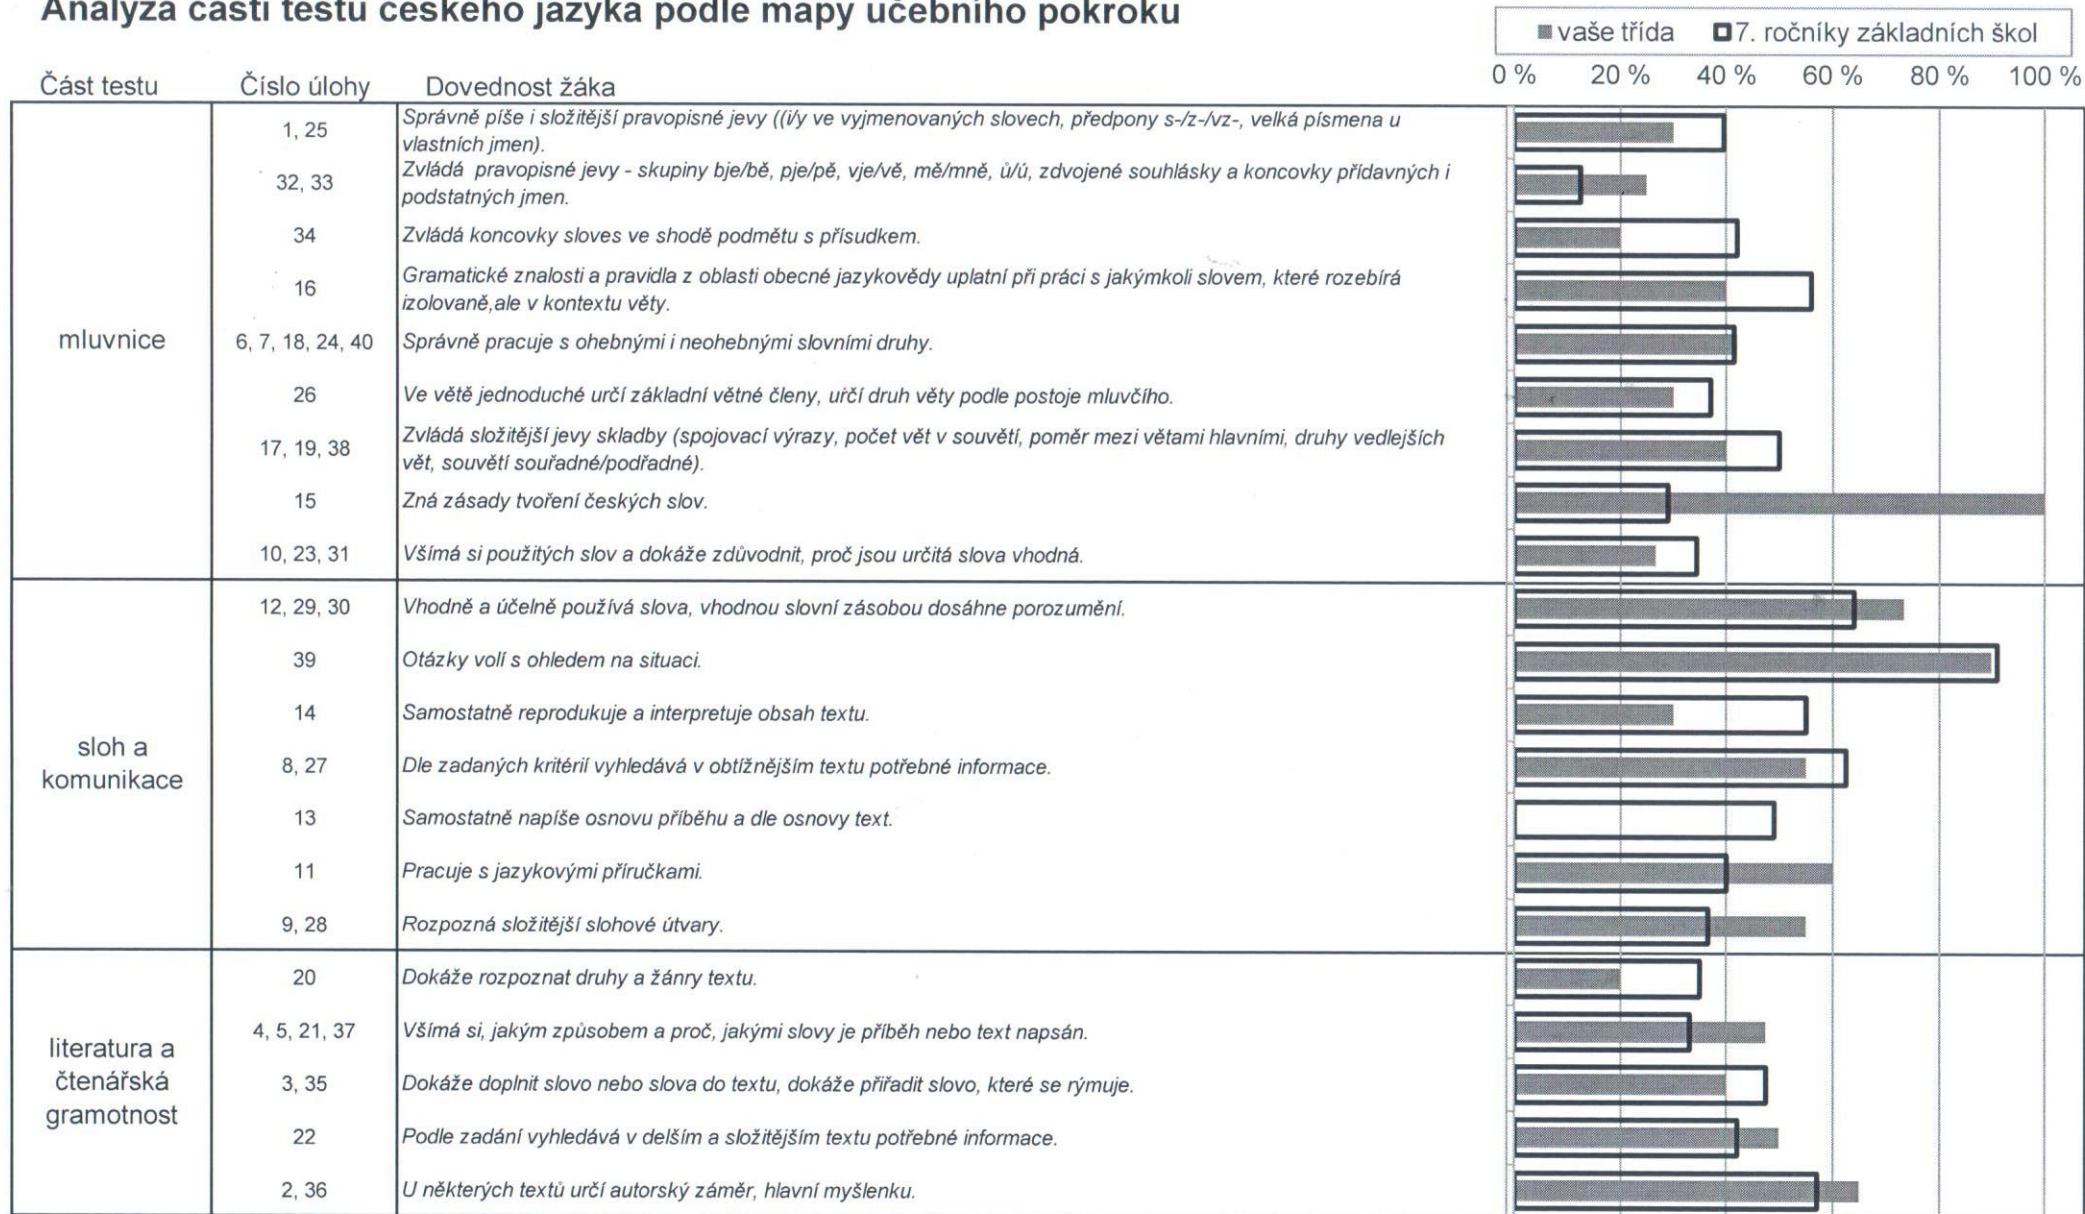 Analýza částí testu českého jazyka podle mapy učebního pokroku
vaše třída 7. ročníky základních škol
Část testu Číslo úlohy Dovednost žáka 0 % 20 % 40 % 60 % 80 % 100 %
mluvnice
1, 25 Správně píše i složitější pravopisné jevy ((i/y ve vyjmenovaných slovech, předpony s-/z-/vz-, velká písmena u
vlastních jmen).
32, 33 Zvládá pravopisné jevy - skupiny bje/bě, pje/pě, vje/vě, mě/mně, ů/ú, zdvojené souhlásky a koncovky přídavných i
podstatných jmen.
34 Zvládá koncovky sloves ve shodě podmětu s přísudkem.
16 Gramatické znalosti a pravidla z oblasti obecné jazykovědy uplatní při práci s jakýmkoli slovem, které rozebírá
izolovaně,ale v kontextu věty.
6, 7, 18, 24, 40 Správně pracuje s ohebnými i neohebnými slovními druhy.
26 Ve větě jednoduché určí základní větné členy, určí druh věty podle postoje mluvčího.
17, 19, 38 Zvládá složitější jevy skladby (spojovací výrazy, počet vět v souvětí, poměr mezi větami hlavními, druhy vedlejších
vět, souvětí souřadné/podřadné).
15 Zná zásady tvoření českých slov.
10, 23, 31 Všímá si použitých slov a dokáže zdůvodnit, proč jsou určitá slova vhodná.
sloh a
komunikace
12, 29, 30 Vhodně a účelně používá slova, vhodnou slovní zásobou dosáhne porozumění.
39 Otázky volí s ohledem na situaci.
14 Samostatně reprodukuje a interpretuje obsah textu.
8, 27 Dle zadaných kritérií vyhledává v obtížnějším textu potřebné informace.
13 Samostatně napíše osnovu příběhu a dle osnovy text.
11 Pracuje s jazykovými příručkami.
9, 28 Rozpozná složitější slohové útvary.
literatura a
čtenářská
gramotnost
20 Dokáže rozpoznat druhy a žánry textu.
4, 5, 21, 37 Všímá si, jakým způsobem a proč, jakými slovy je příběh nebo text napsán.
3, 35 Dokáže doplnit slovo nebo slova do textu, dokáže přiřadit slovo, které se rýmuje.
22 Podle zadání vyhledává v delším a složitějším textu potřebné informace.
2, 36 U některých textů určí autorský záměr, hlavní myšlenku.